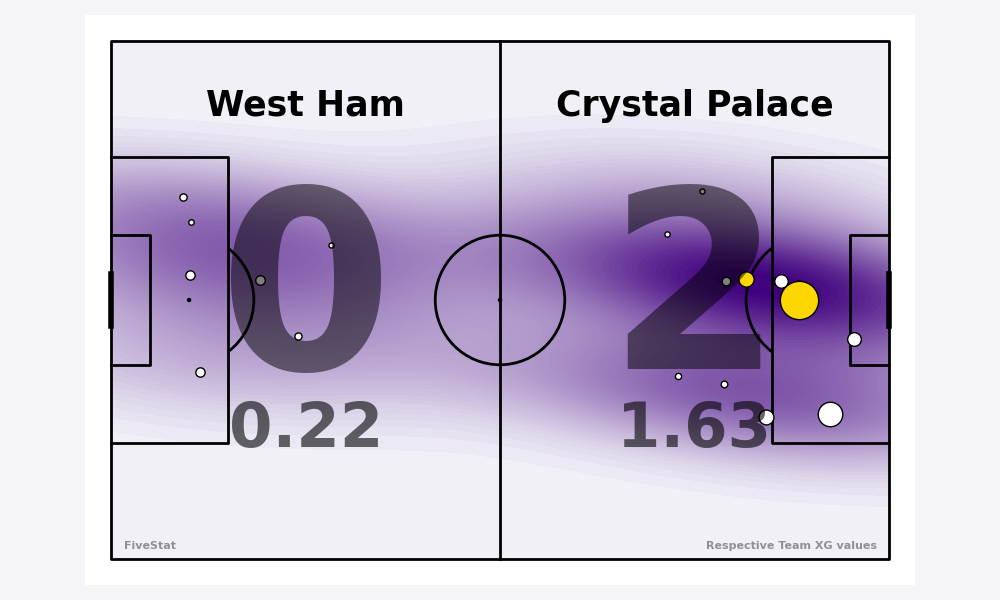 West Ham
Crystal Palace
0
2
0.22
1.63
FiveStat
Respective Team XG values